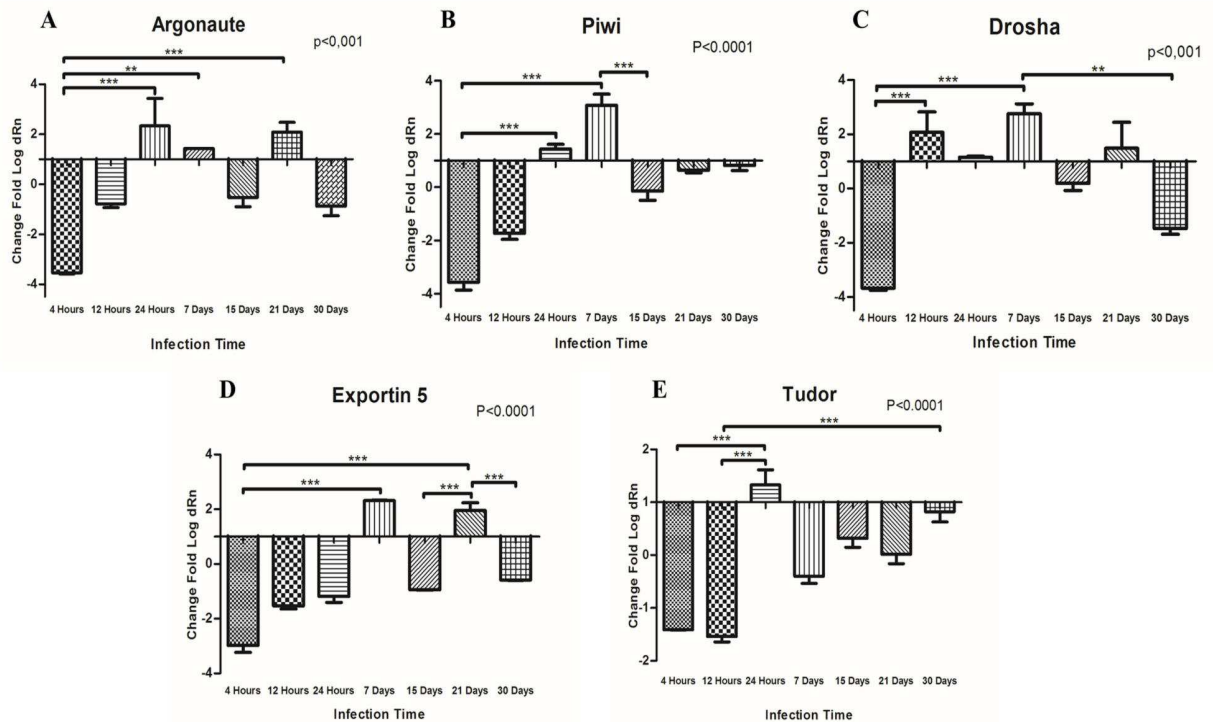 A
Argonaute
p<0,001
***
**
***
4
2
0
-2
-4
Change Fold Log dRn
4 Hours 12 Hours 24 Hours 7 Days 15 Days 21 Days 30 Days
Infection Time
B
Piwi
P<0.0001
***
***
***
4
2
0
-2
-4
Change Fold Log dRn
4 Hours 12 Hours 24 Hours 7 Days 15 Days 21 Days 30 Days
Infection Time
C
Drosha
p<0,001
**
***
***
4
2
0
-2
-4
Change Fold Log dRn
4 Hours 12 Hours 24 Hours 7 Days 15 Days 21 Days 30 Days
Infection Time
D
Exportin 5
P<0.0001
***
***
***
***
4
2
0
-2
-4
Change Fold Log dRn
4 Hours 12 Hours 24 Hours 7 Days 15 Days 21 Days 30 Days
Infection Time
E
Tudor
P<0.0001
***
***
***
2
1
0
-1
-2
Change Fold Log dRn
4 Hours 12 Hours 24 Hours 7 Days 15 Days 21 Days 30 Days
Infection Time